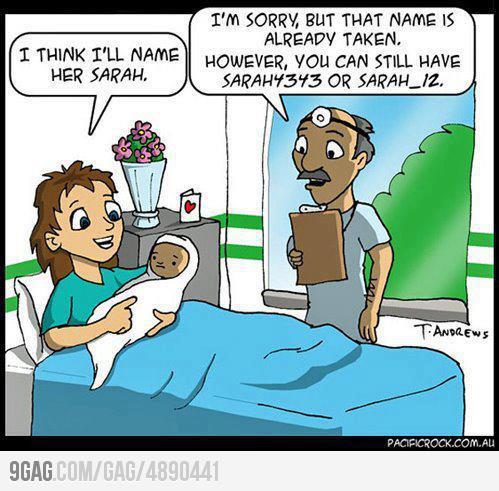 I THINK I'LL NAME
HER SARAH.
I'M SORRY, BUT THAT NAME IS
ALREADY TAKEN.
HOWEVER, YOU CAN STILL HAVE
SARAH4343 OR SARAH_12.
T. ANDREWS
PACIFICROCK.COM.AU
9GAG.COM/GAG/4890441